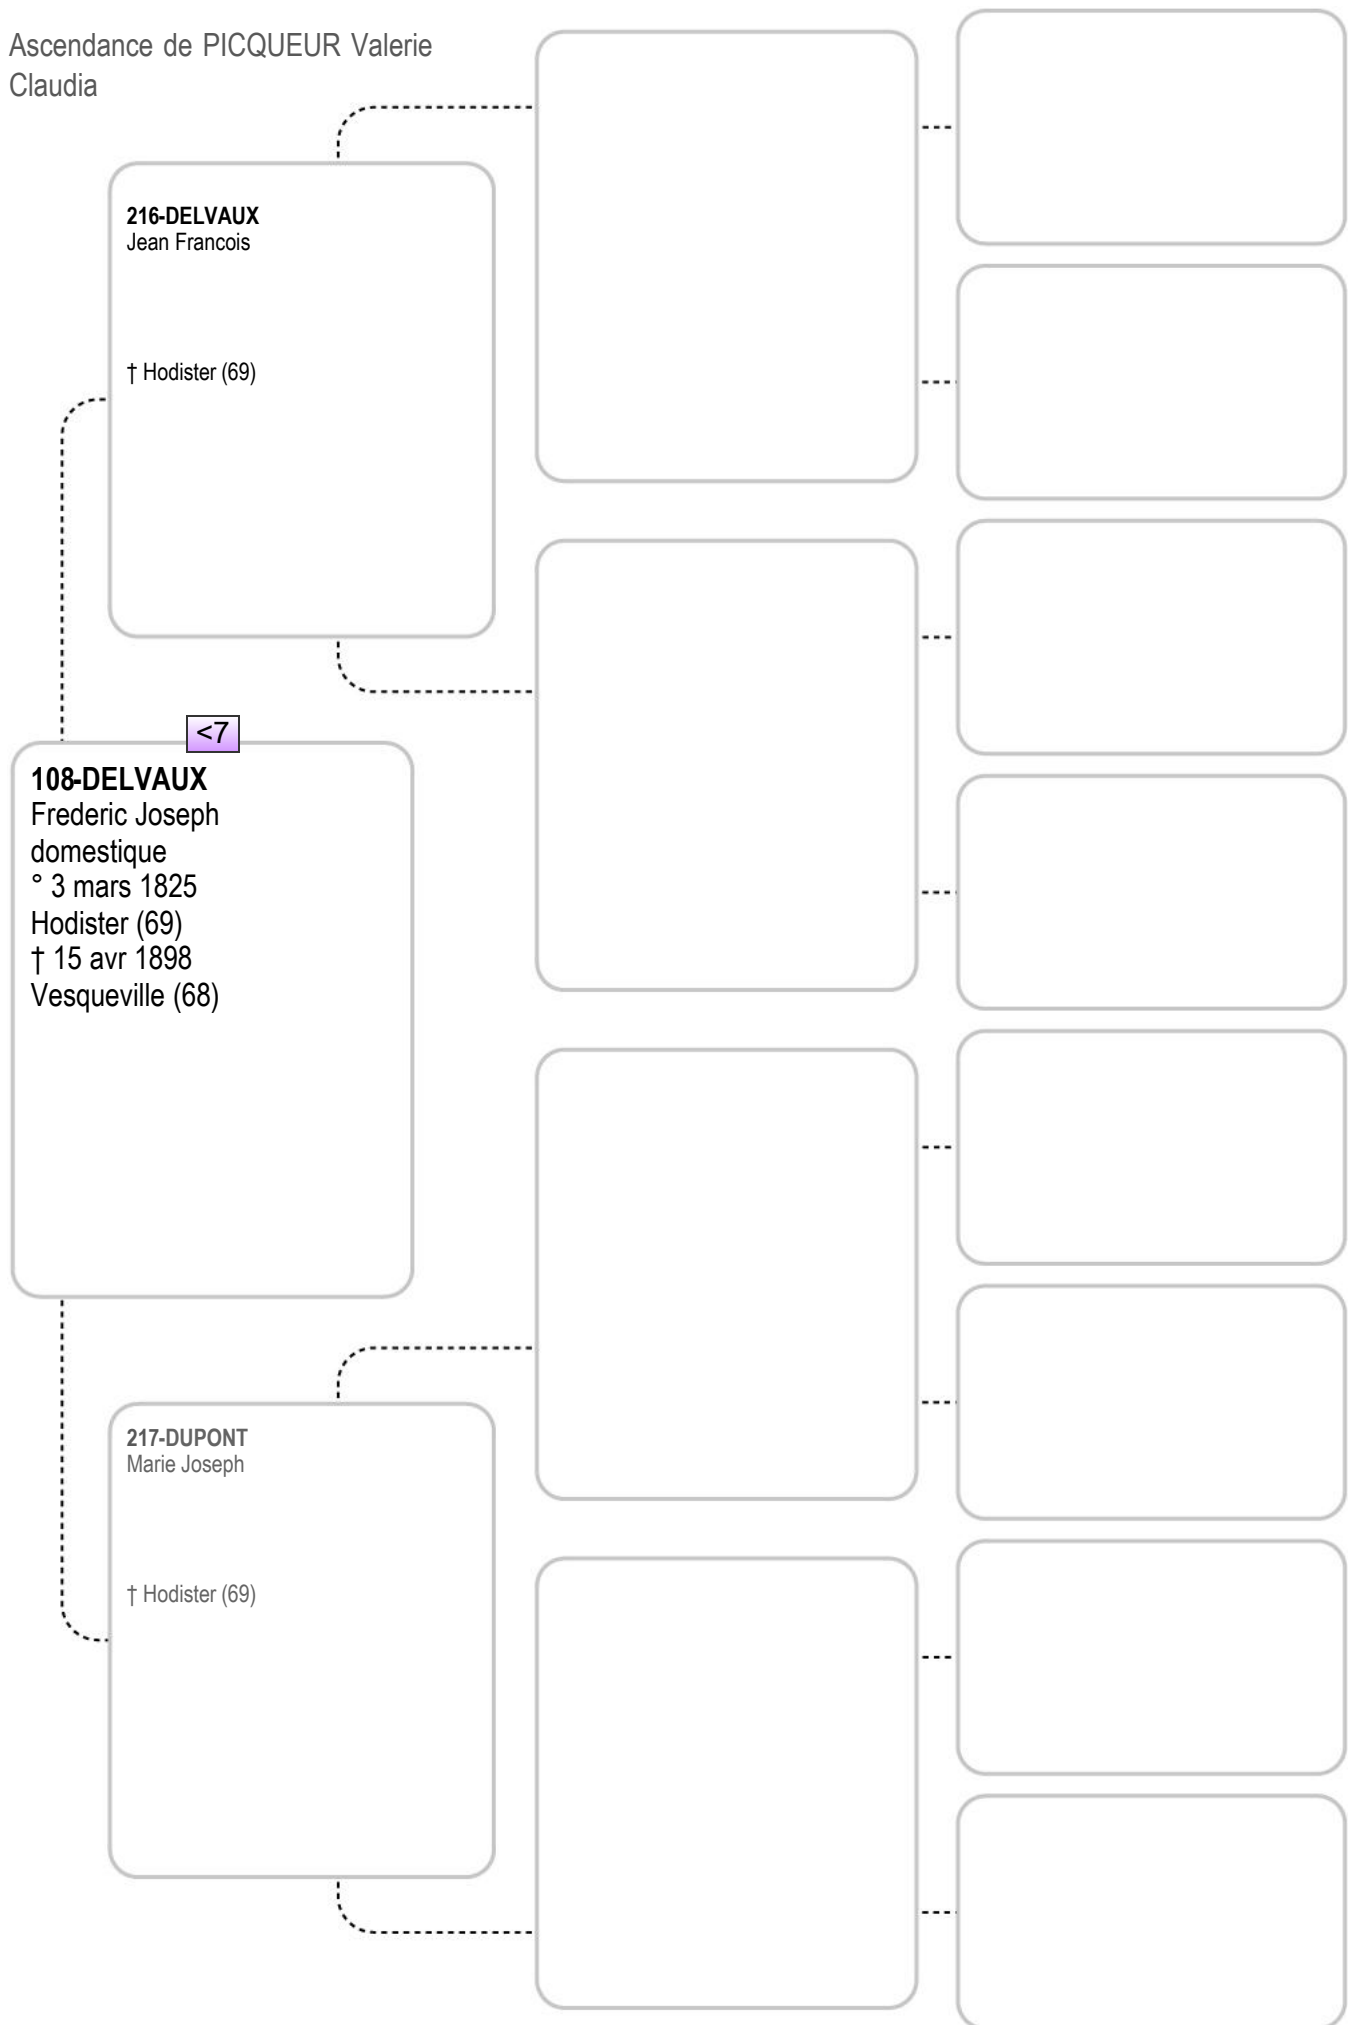 Ascendance de PICQUEUR Valerie
Claudia
216-DELVAUX
Jean Francois
† Hodister (69)
<7
108-DELVAUX
Frederic Joseph
domestique
° 3 mars 1825
Hodister (69)
† 15 avr 1898
Vesqueville (68)
217-DUPONT
Marie Joseph
† Hodister (69)